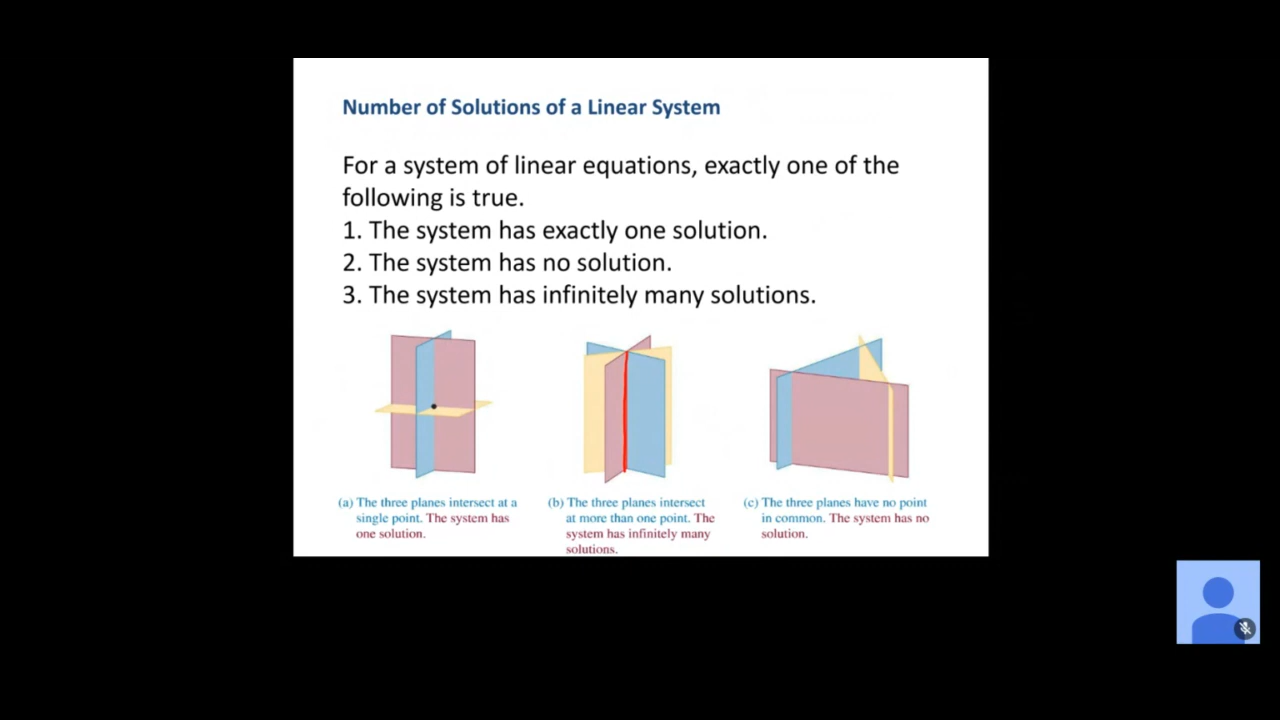 Number of Solutions of a Linear System
For a system of linear equations, exactly one of the
following is true.
1. The system has exactly one solution.
2. The system has no solution.
3. The system has infinitely many solutions.
(a) The three planes intersect at a
single point. The system has
one solution.
(b) The three planes intersect
at more than one point. The
system has infinitely many
solutions.
(c) The three planes have no point
in common. The system has no
solution.